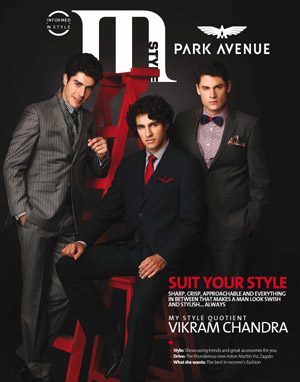 INFORMED
IN STYLE
M
STYLE
PARK AVENUE
SUIT YOUR STYLE
SHARP, CRISP, APPROACHABLE AND EVERYTHING
IN BETWEEN THAT MAKES A MAN LOOK SWISH
AND STYLISH... ALWAYS
MY STYLE QUOTIENT
VIKRAM CHANDRA
+
Style: Showcasing trends and great accessories for you
Drive: The thunderous new Aston Martin V12 Zagato
What she wants: The best in women's fashion